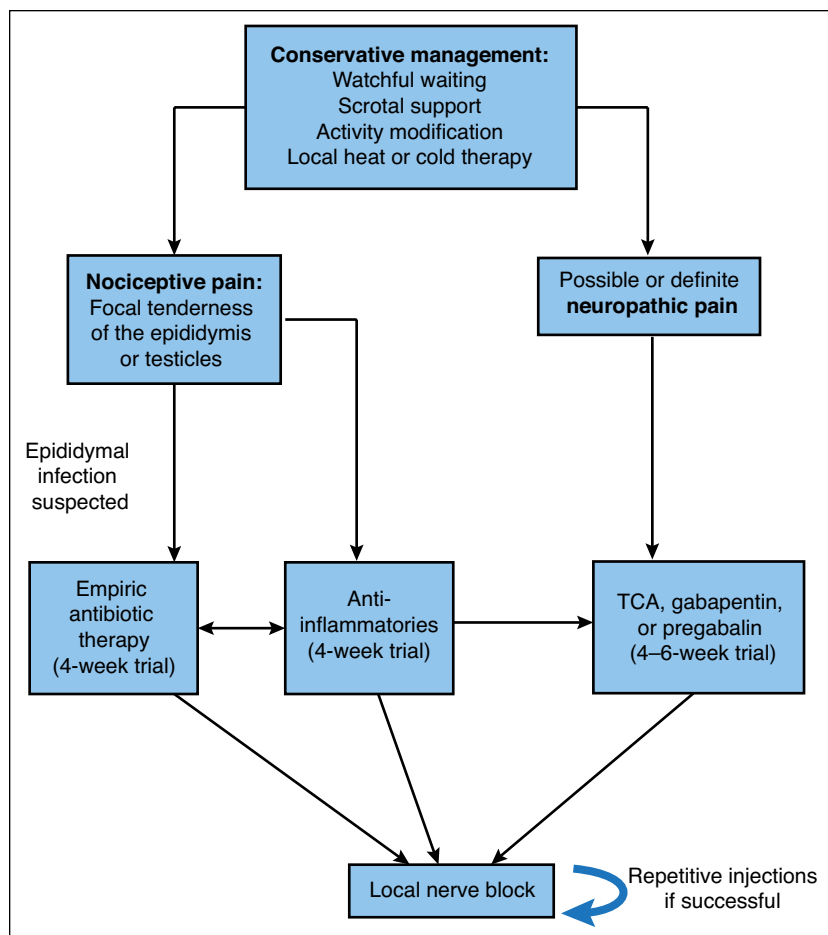 Conservative management:
Watchful waiting
Scrotal support
Activity modification
Local heat or cold therapy
Nociceptive pain:
Focal tenderness
of the epididymis
or testicles
Possible or definite
neuropathic pain
Epididymal
infection
suspected
Empiric
antibiotic
therapy
(4-week trial)
Anti-
inflammatories
(4-week trial)
TCA, gabapentin,
or pregabalin
(4–6-week trial)
Local nerve block
Repetitive injections
if successful